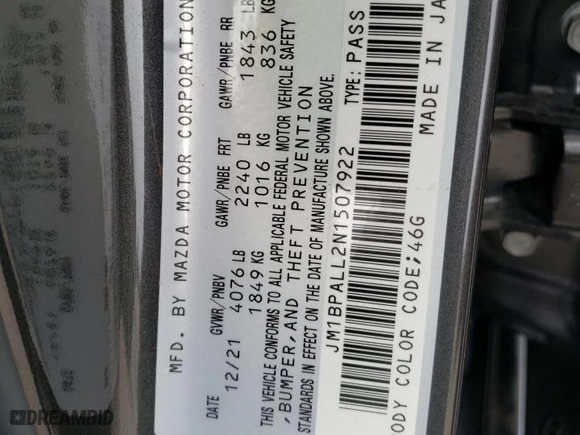 MFD. BY MAZDA MOTOR CORPORATION
DATE GVWR/PNBV GAWR/PNBE FRT GAWR/PNBE RR
12/21 4076 LB 2240 LB 1843 LB
1849 KG 1016 KG 836 KG
THIS VEHICLE CONFORMS TO ALL APPLICABLE FEDERAL MOTOR VEHICLE SAFETY
, BUMPER, AND THEFT PREVENTION
STANDARDS IN EFFECT ON THE DATE OF MANUFACTURE SHOWN ABOVE.
JM1BPALL2N1507922 TYPE: PASS
ODY COLOR CODE;46G MADE IN JA
DREAMBID